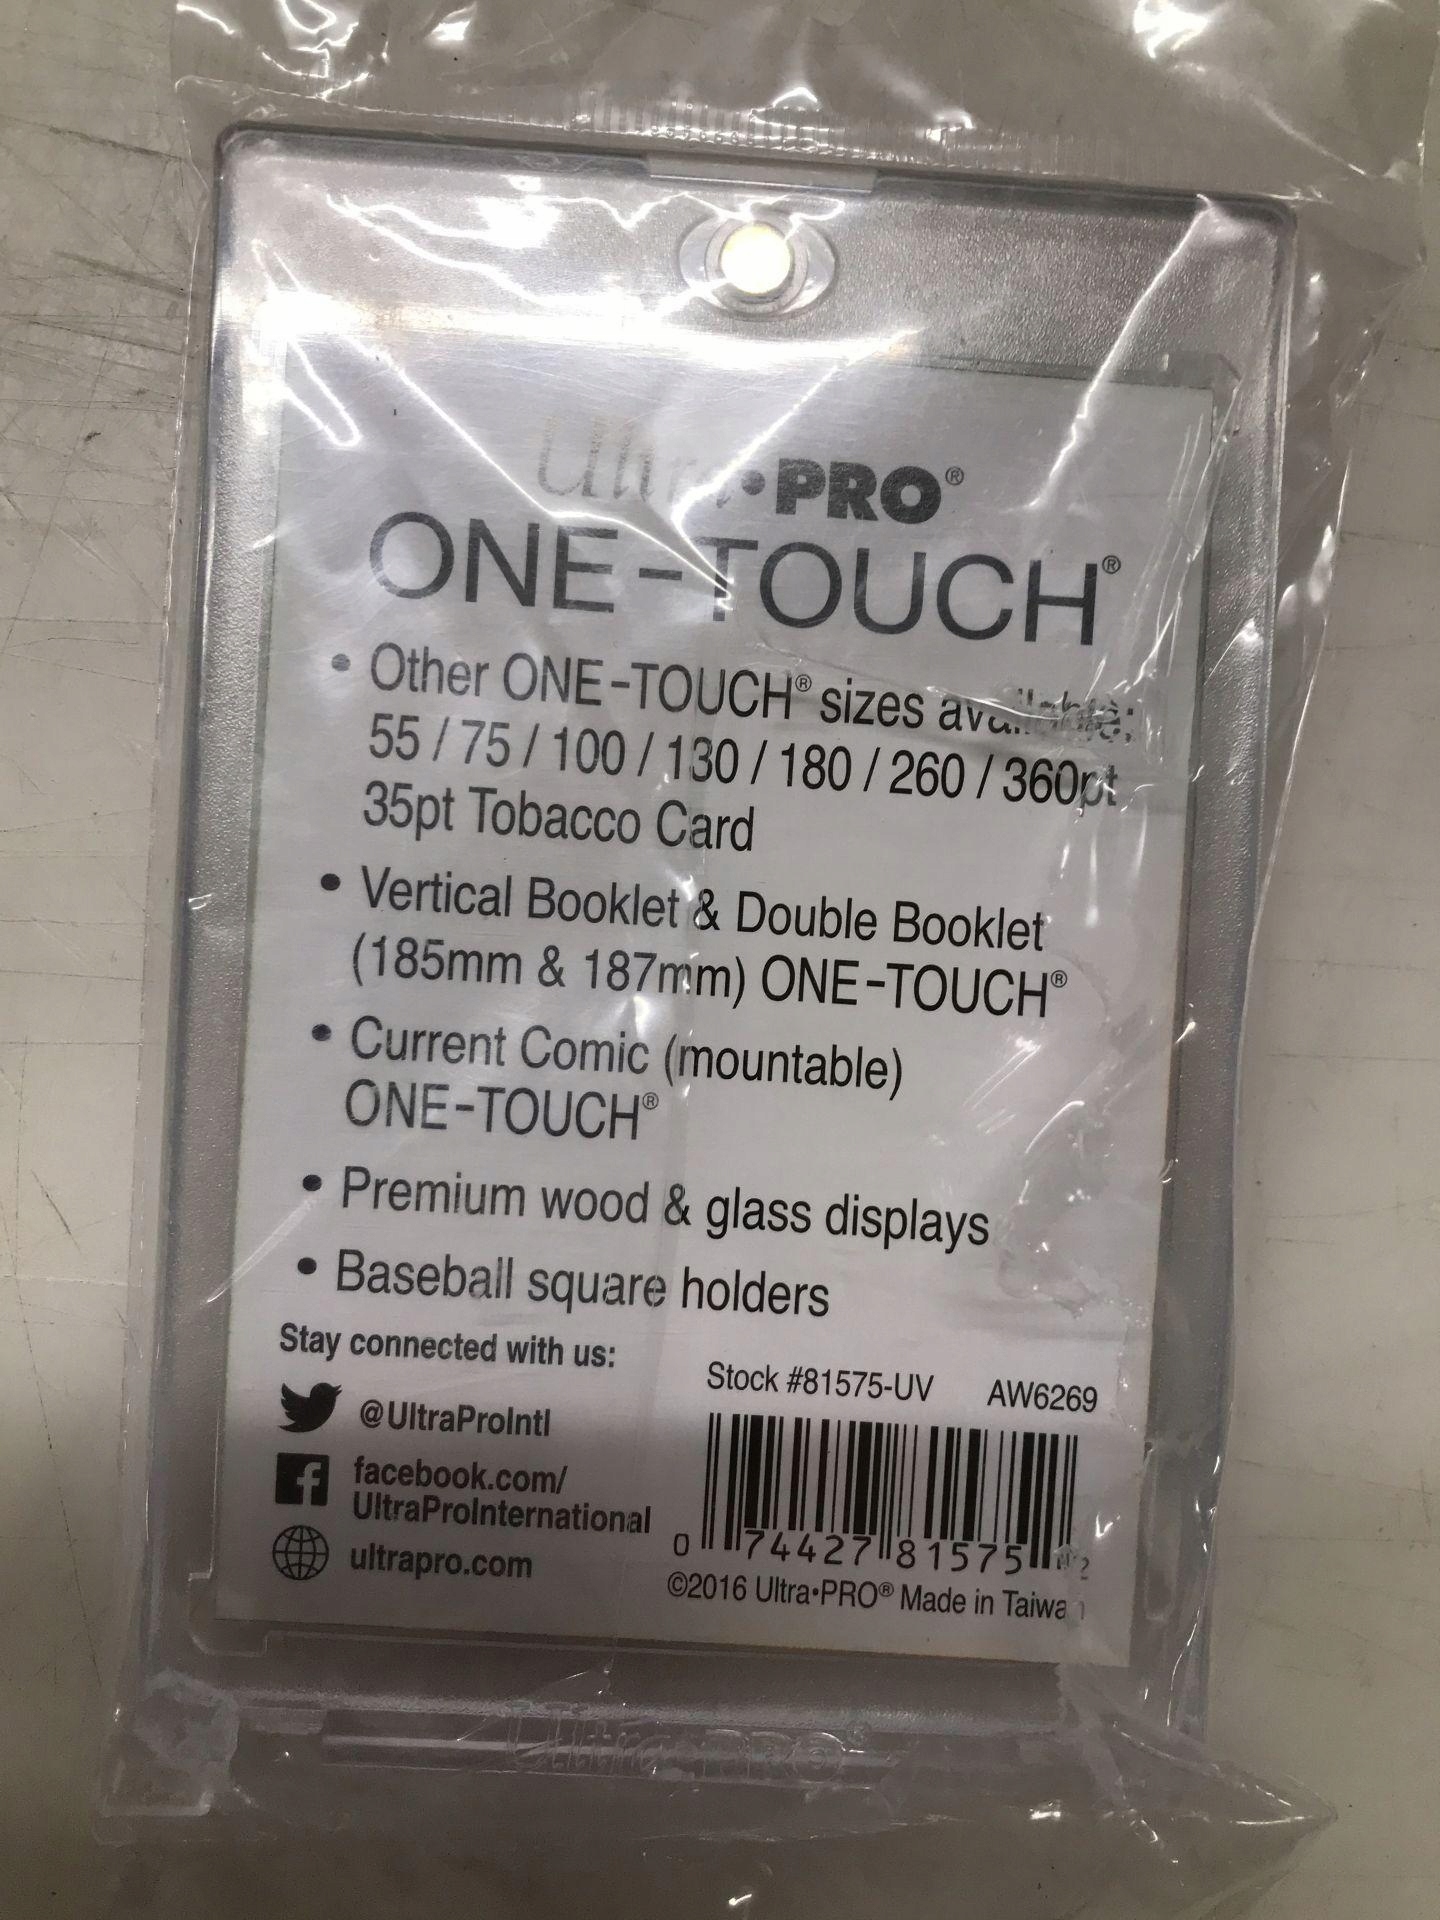 Ultra•PRO®
ONE-TOUCH®
• Other ONE-TOUCH® sizes available:
55 / 75 / 100 / 130 / 180 / 260 / 360pt
35pt Tobacco Card
• Vertical Booklet & Double Booklet
(185mm & 187mm) ONE-TOUCH®
• Current Comic (mountable)
ONE-TOUCH®
• Premium wood & glass displays
• Baseball square holders
Stay connected with us:
@UltraProIntl
facebook.com/
UltraProInternational
ultrapro.com
Stock #81575-UV AW6269
0 74427 81575 2
©2016 Ultra•PRO® Made in Taiwan
Ultra•PRO®